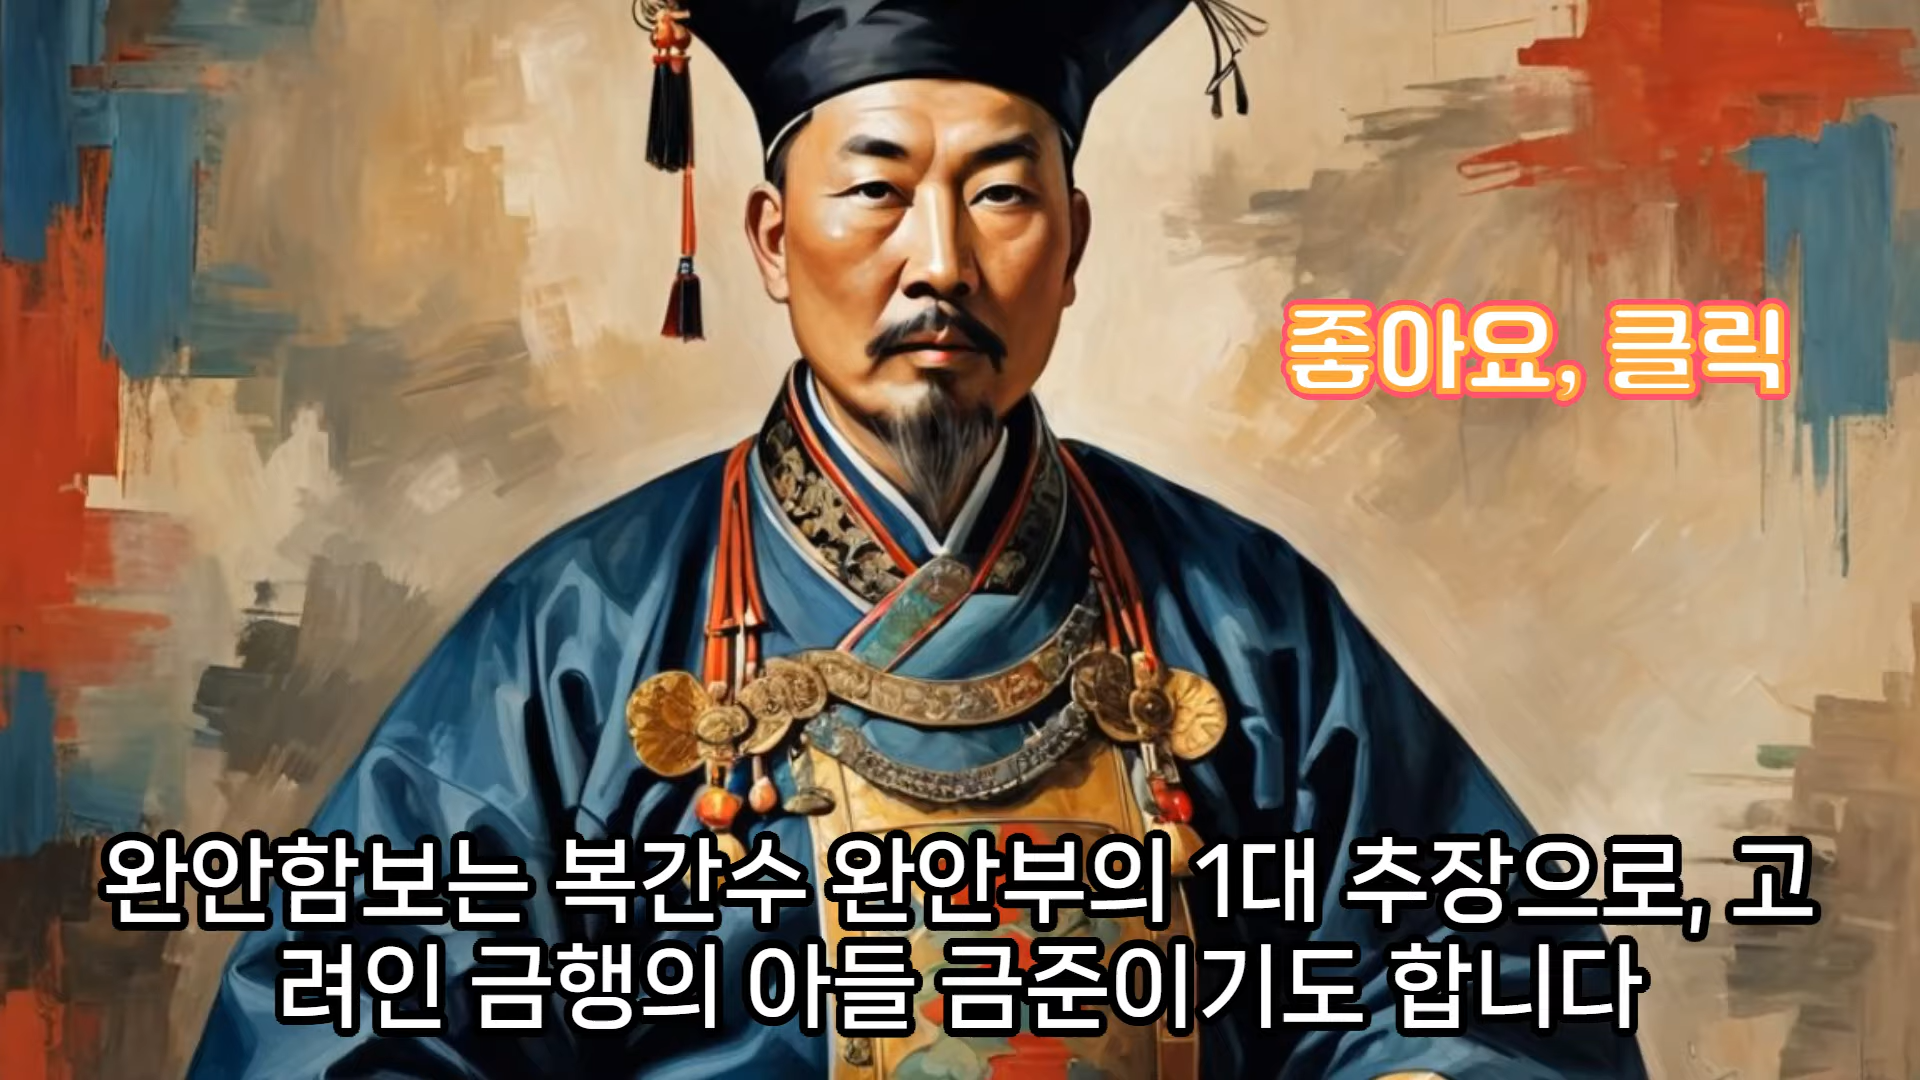 좋아요, 클릭
완안함보는 복간수 완안부의 1대 추장으로, 고
려인 금행의 아들 금준이기도 합니다